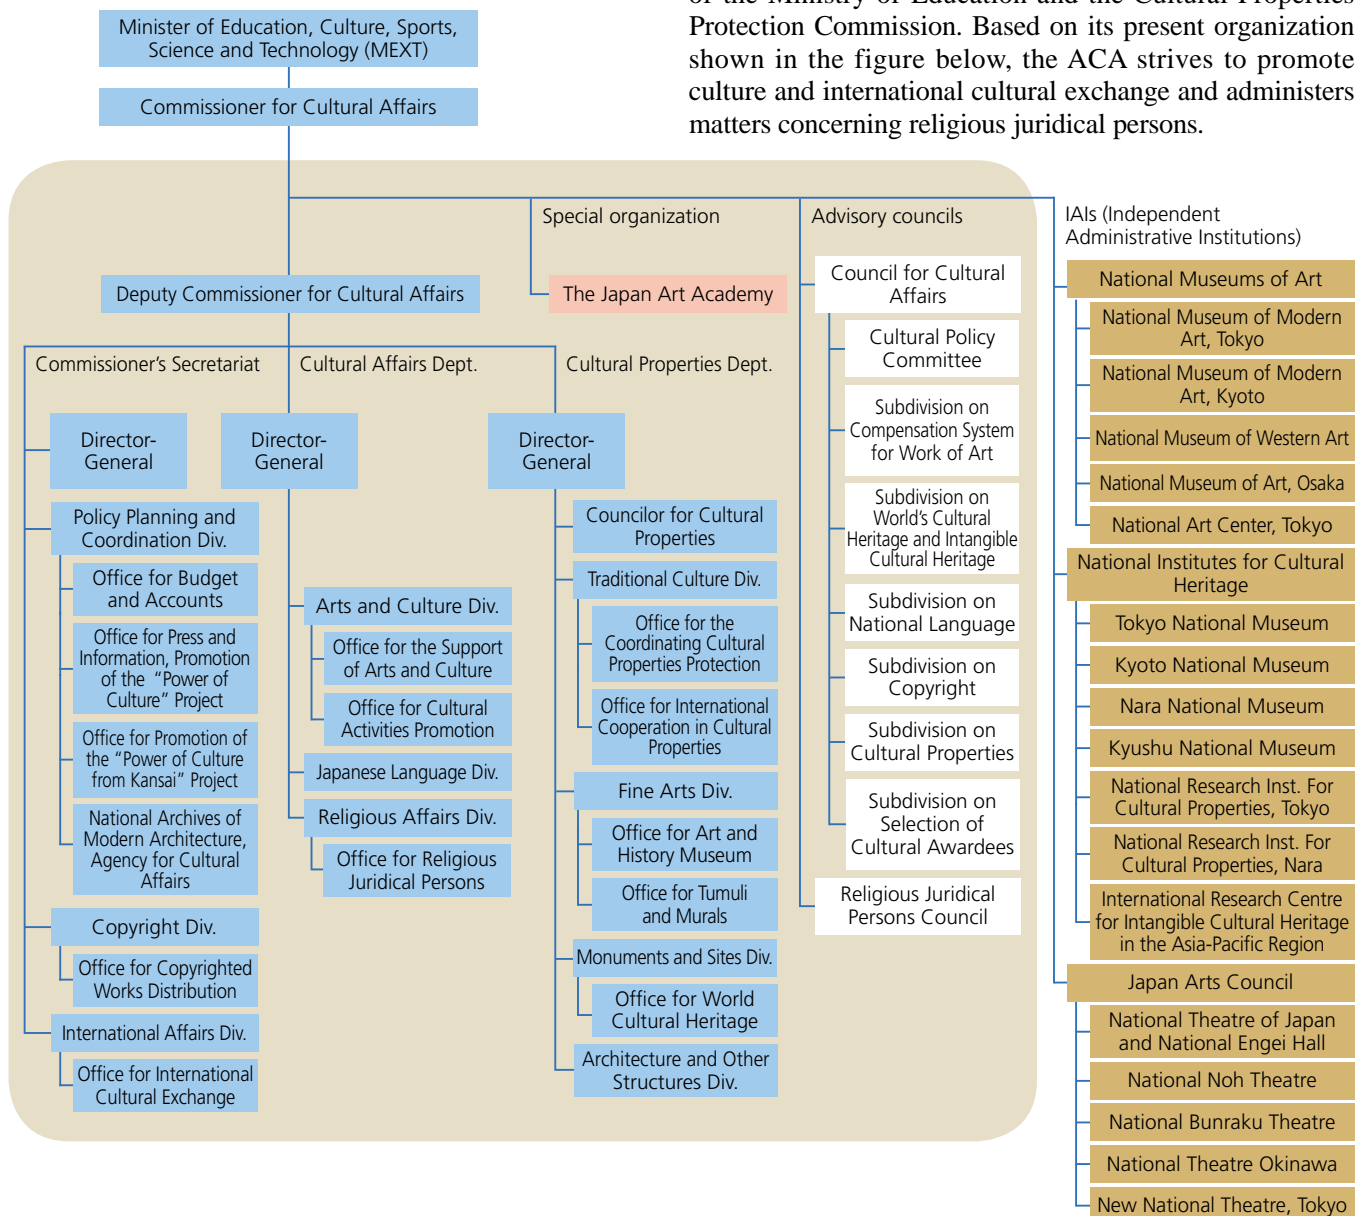 of the Ministry of Education and the Cultural Properties
Protection Commission. Based on its present organization
shown in the figure below, the ACA strives to promote
culture and international cultural exchange and administers
matters concerning religious juridical persons.
Minister of Education, Culture, Sports,
Science and Technology (MEXT)
Commissioner for Cultural Affairs
Deputy Commissioner for Cultural Affairs
Commissioner's Secretariat
Director-
General
Policy Planning and
Coordination Div.
Office for Budget
and Accounts
Office for Press and
Information, Promotion
of the “Power of
Culture” Project
Office for Promotion of
the “Power of Culture
from Kansai” Project
National Archives of
Modern Architecture,
Agency for Cultural
Affairs
Copyright Div.
Office for Copyrighted
Works Distribution
International Affairs Div.
Office for International
Cultural Exchange
Cultural Affairs Dept.
Director-
General
Arts and Culture Div.
Office for the Support
of Arts and Culture
Office for Cultural
Activities Promotion
Japanese Language Div.
Religious Affairs Div.
Office for Religious
Juridical Persons
Cultural Properties Dept.
Director-
General
Councilor for Cultural
Properties
Traditional Culture Div.
Office for the
Coordinating Cultural
Properties Protection
Office for International
Cooperation in Cultural
Properties
Fine Arts Div.
Office for Art and
History Museum
Office for Tumuli
and Murals
Monuments and Sites Div.
Office for World
Cultural Heritage
Architecture and Other
Structures Div.
Special organization
The Japan Art Academy
Advisory councils
Council for Cultural
Affairs
Cultural Policy
Committee
Subdivision on
Compensation System
for Work of Art
Subdivision on
World's Cultural
Heritage and Intangible
Cultural Heritage
Subdivision on
National Language
Subdivision on
Copyright
Subdivision on
Cultural Properties
Subdivision on
Selection of
Cultural Awardees
Religious Juridical
Persons Council
IAIs (Independent
Administrative Institutions)
National Museums of Art
National Museum of Modern
Art, Tokyo
National Museum of Modern
Art, Kyoto
National Museum of Western Art
National Museum of Art, Osaka
National Art Center, Tokyo
National Institutes for Cultural
Heritage
Tokyo National Museum
Kyoto National Museum
Nara National Museum
Kyushu National Museum
National Research Inst. For
Cultural Properties, Tokyo
National Research Inst. For
Cultural Properties, Nara
International Research Centre
for Intangible Cultural Heritage
in the Asia-Pacific Region
Japan Arts Council
National Theatre of Japan
and National Engei Hall
National Noh Theatre
National Bunraku Theatre
National Theatre Okinawa
New National Theatre, Tokyo